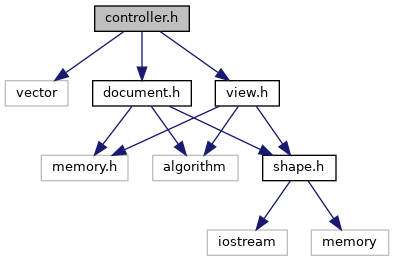 controller.h
vector
document.h
view.h
memory.h
algorithm
shape.h
iostream
memory